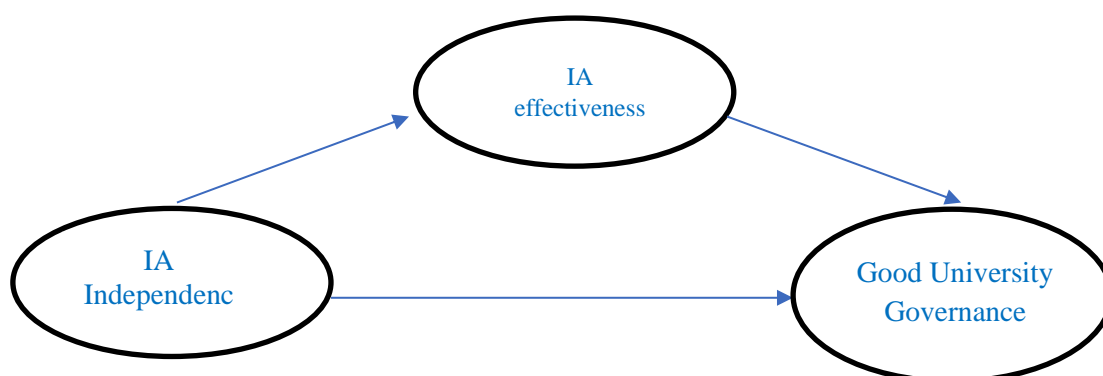 IA
effectiveness
IA
Independenc
Good University
Governance